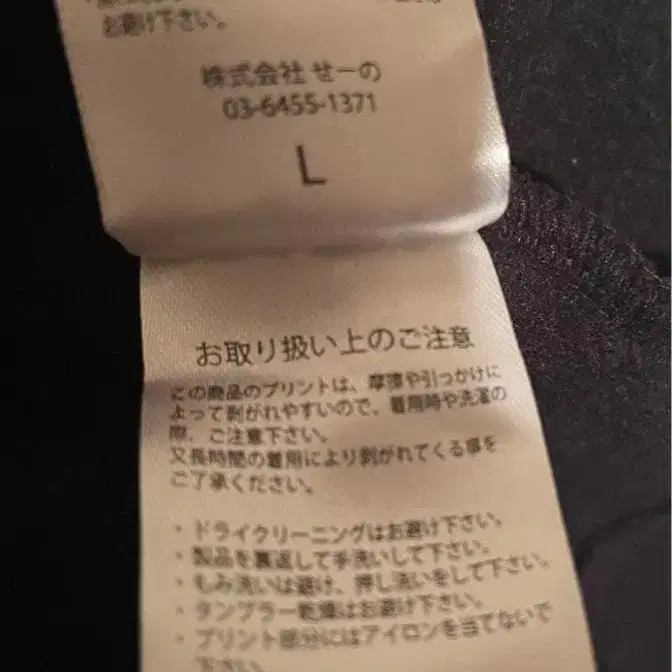 お避け下さい。
株式会社 せーの
03-6455-1371
L
お取り扱い上のご注意
この商品のプリントは、摩擦や引っかけに
よって剥がれやすいので、着用時や洗濯の
際、ご注意下さい。
又長時間の着用により剥がれてくる事を
ご了承ください。
・ドライクリーニングはお避け下さい。
・製品を裏返して手洗いして下さい。
・もみ洗いは避け、押し洗いをして下さい。
・タンブラー乾燥はお避け下さい。
・プリント部分にはアイロンを当てないで
下さい。